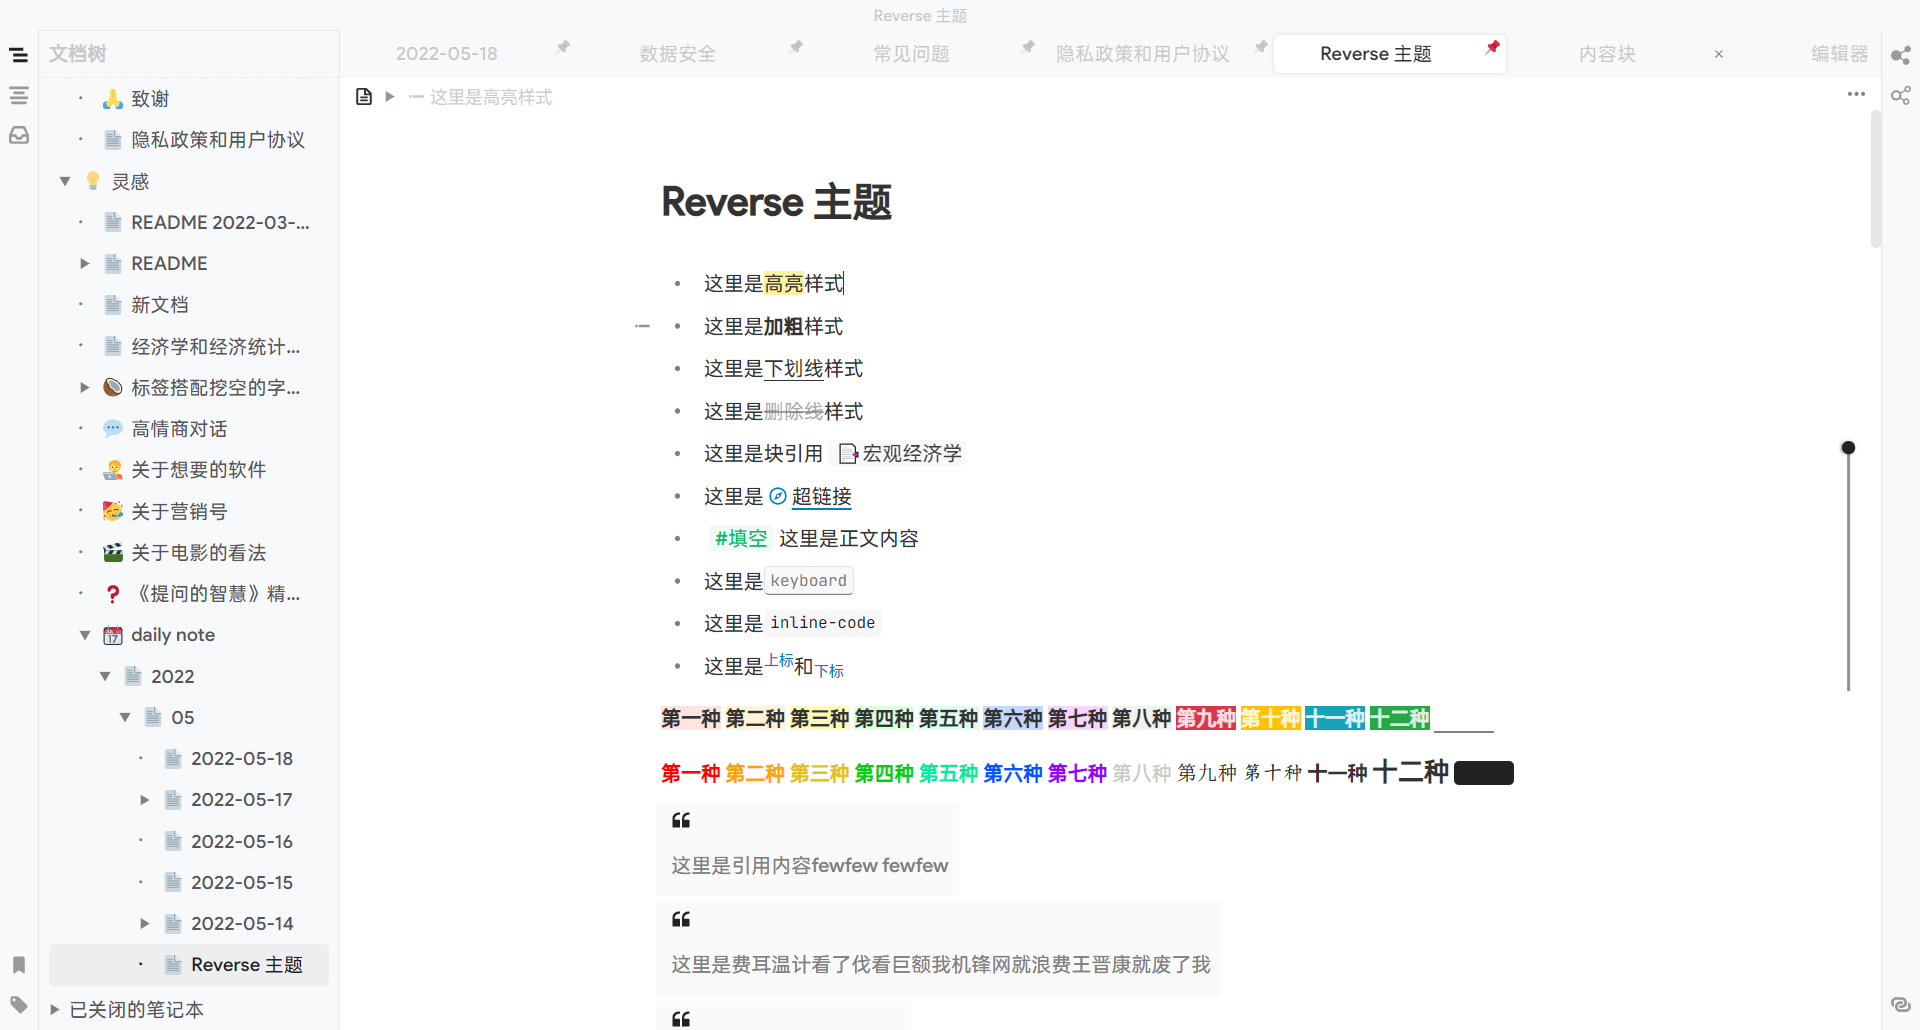 Reverse 主题
文档树
2022-05-18
数据安全
常见问题
隐私政策和用户协议
Reverse 主题
内容块
编辑器
这里是高亮样式
致谢
隐私政策和用户协议
灵感
README 2022-03-...
README
新文档
经济学和经济统计...
标签搭配挖空的字...
高情商对话
关于想要的软件
关于营销号
关于电影的看法
《提问的智慧》精...
daily note
2022
05
2022-05-18
2022-05-17
2022-05-16
2022-05-15
2022-05-14
Reverse 主题
已关闭的笔记本
Reverse 主题
这里是高亮样式
这里是加粗样式
这里是下划线样式
这里是删除线样式
这里是块引用 宏观经济学
这里是 超链接
#填空 这里是正文内容
这里是 keyboard
这里是 inline-code
这里是上标和下标
第一种 第二种 第三种 第四种 第五种 第六种 第七种 第八种 第九种 第十种 十一种 十二种
第一种 第二种 第三种 第四种 第五种 第六种 第七种 第八种 第九种 第十种 十一种 十二种
这里是引用内容fewfew fewfew
这里是费耳温计看了伐看巨额我机锋网就浪费王晋康就废了我